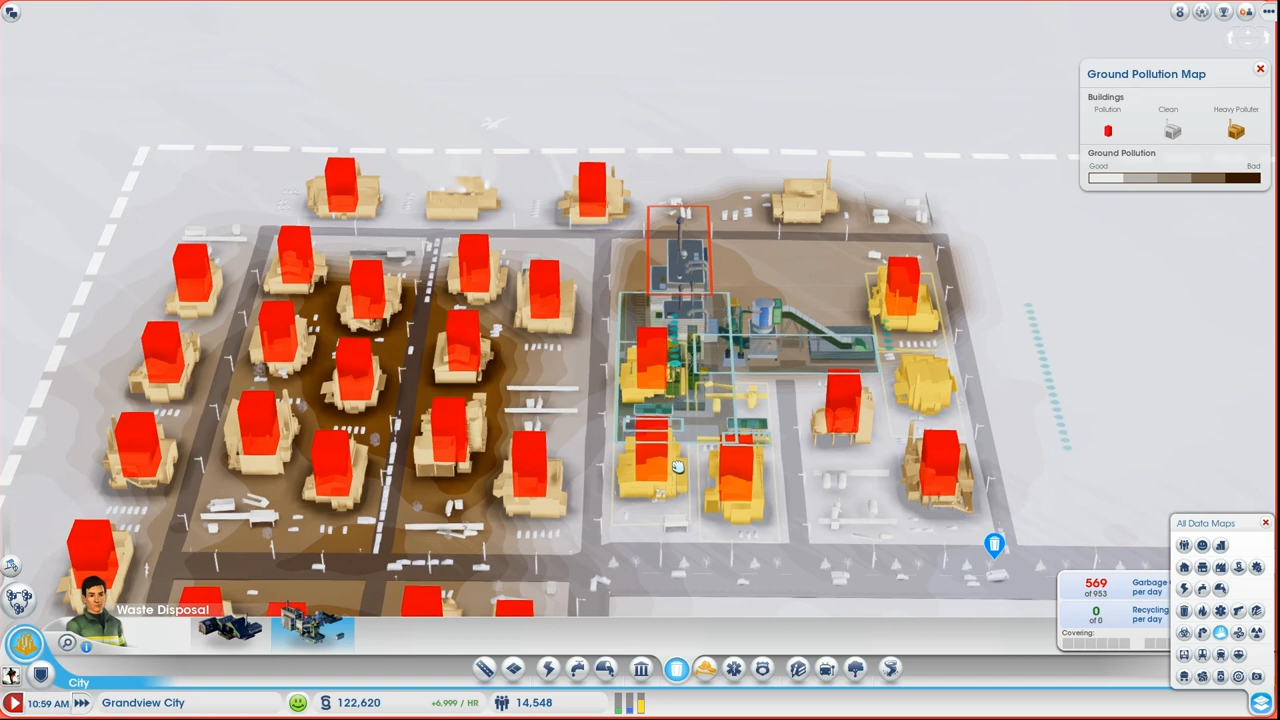 Ground Pollution Map
Buildings
Pollution Clean Heavy Polluter
Ground Pollution
Good Bad
All Data Maps
569 Garbage
of 953 per day
0 Recycling
of 0 per day
Covering:
Waste Disposal
City
10:59 AM Grandview City 122,620 +6,999 / HR 14,548